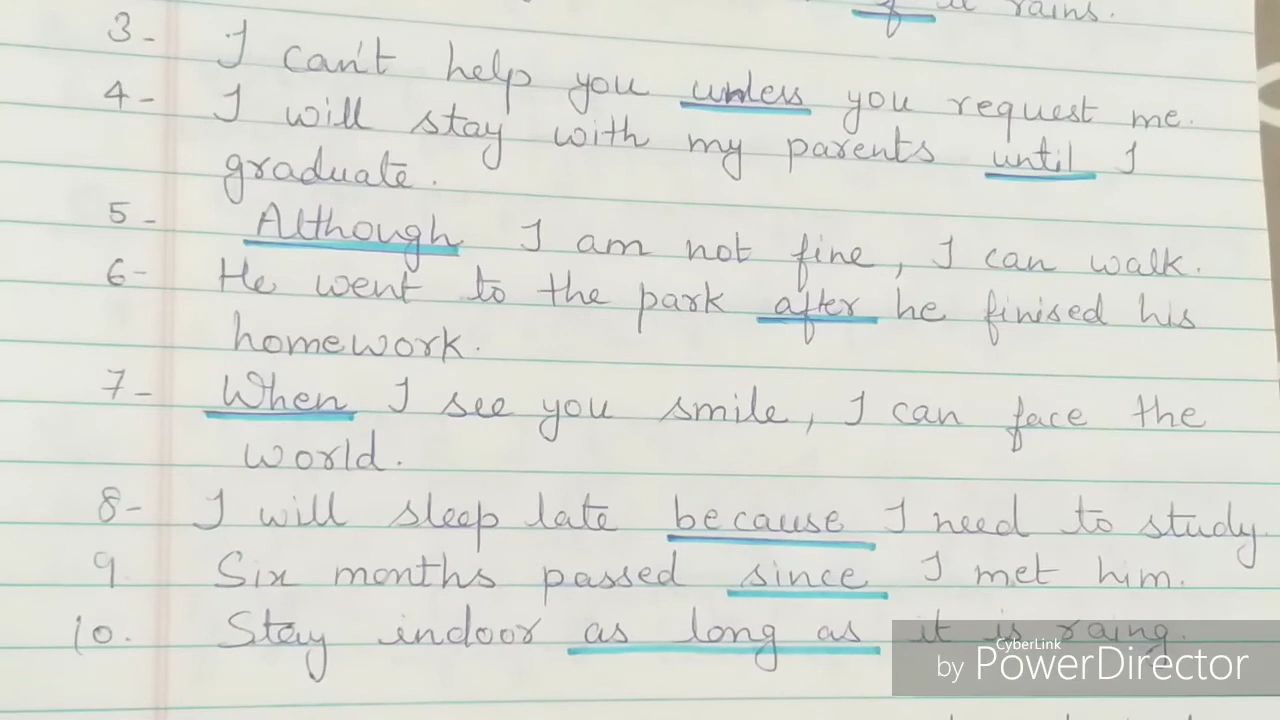 if it rains.
3- I can't help you unless you request me.
4- I will stay with my parents until I
graduate.
5- Although I am not fine, I can walk.
6- He went to the park after he finised his
homework.
7- When I see you smile, I can face the
world.
8- I will sleep late because I need to study.
9 Six months passed since I met him.
10. Stay indoor as long as it is raing.
CyberLink
by PowerDirector